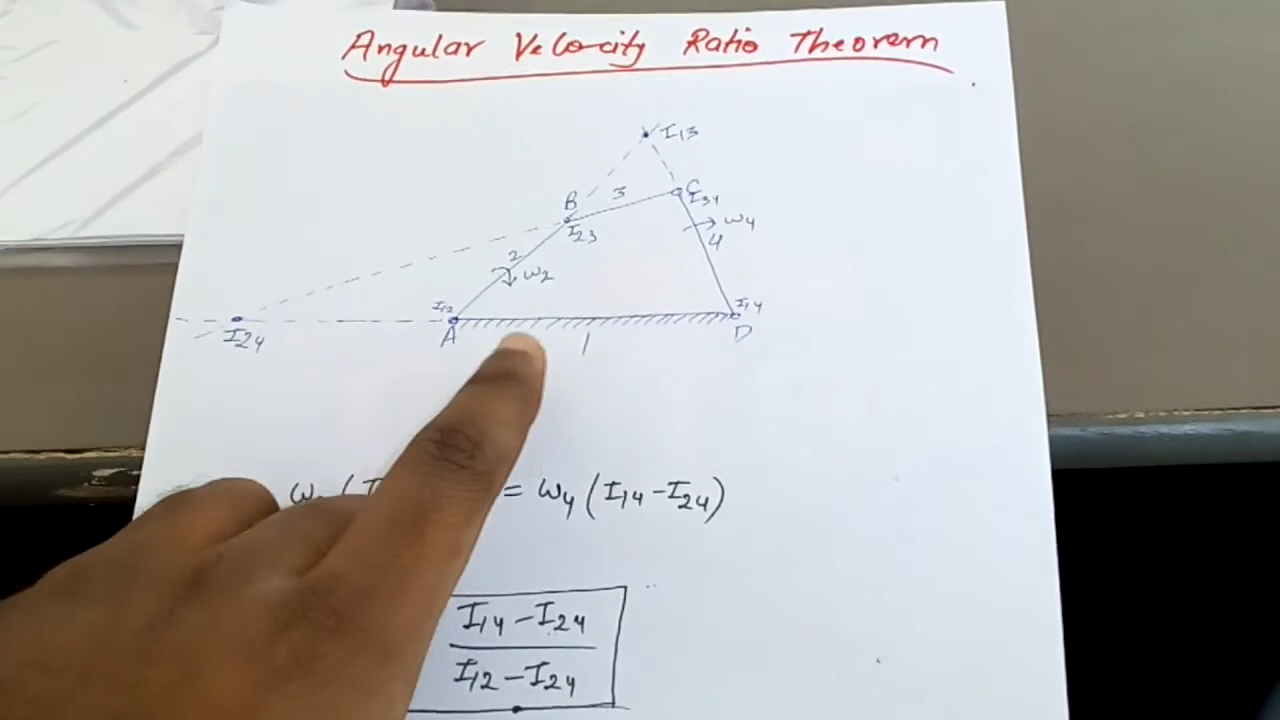 Angular Velocity Ratio Theorem
I13
B
3
C
I34
I23
ω4
4
2
ω2
I12
I14
I24
A
1
D
= ω4 (I14 - I24)
I14 - I24
I12 - I24